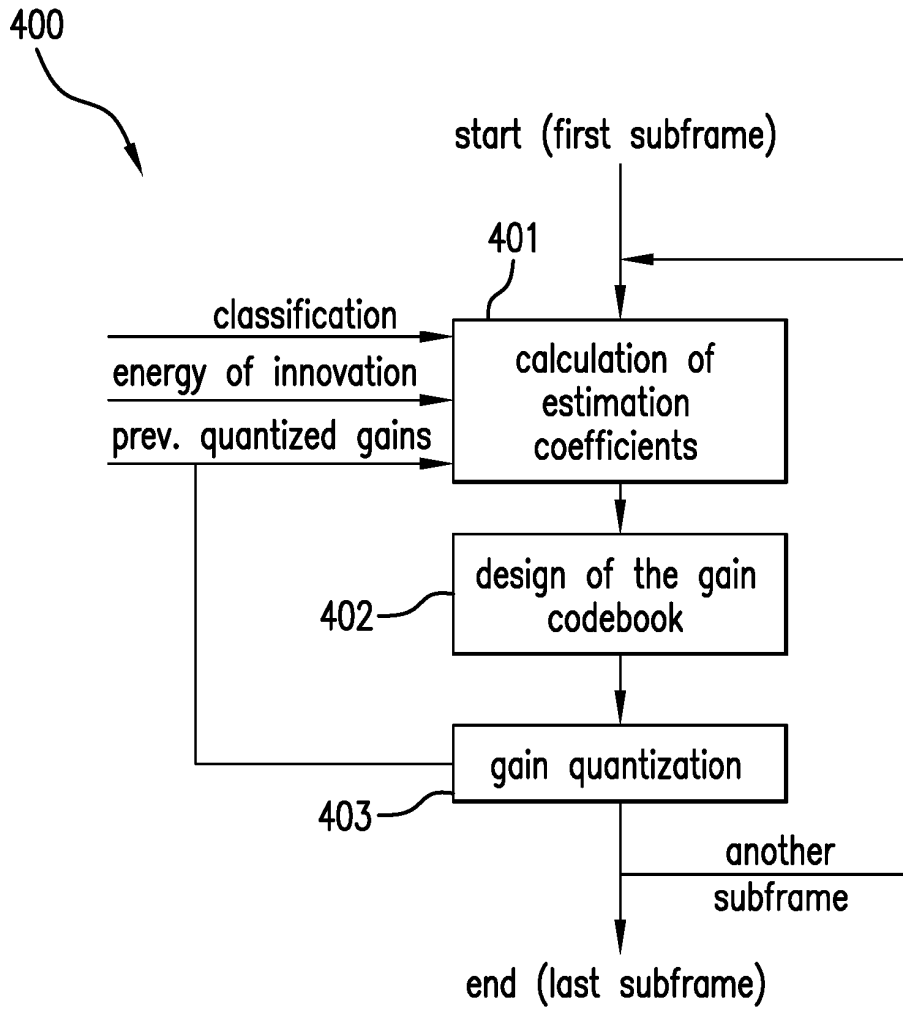 400
start (first subframe)
401
classification
energy of innovation
prev. quantized gains
calculation of
estimation
coefficients
design of the gain
codebook
402
gain quantization
403
another
subframe
end (last subframe)